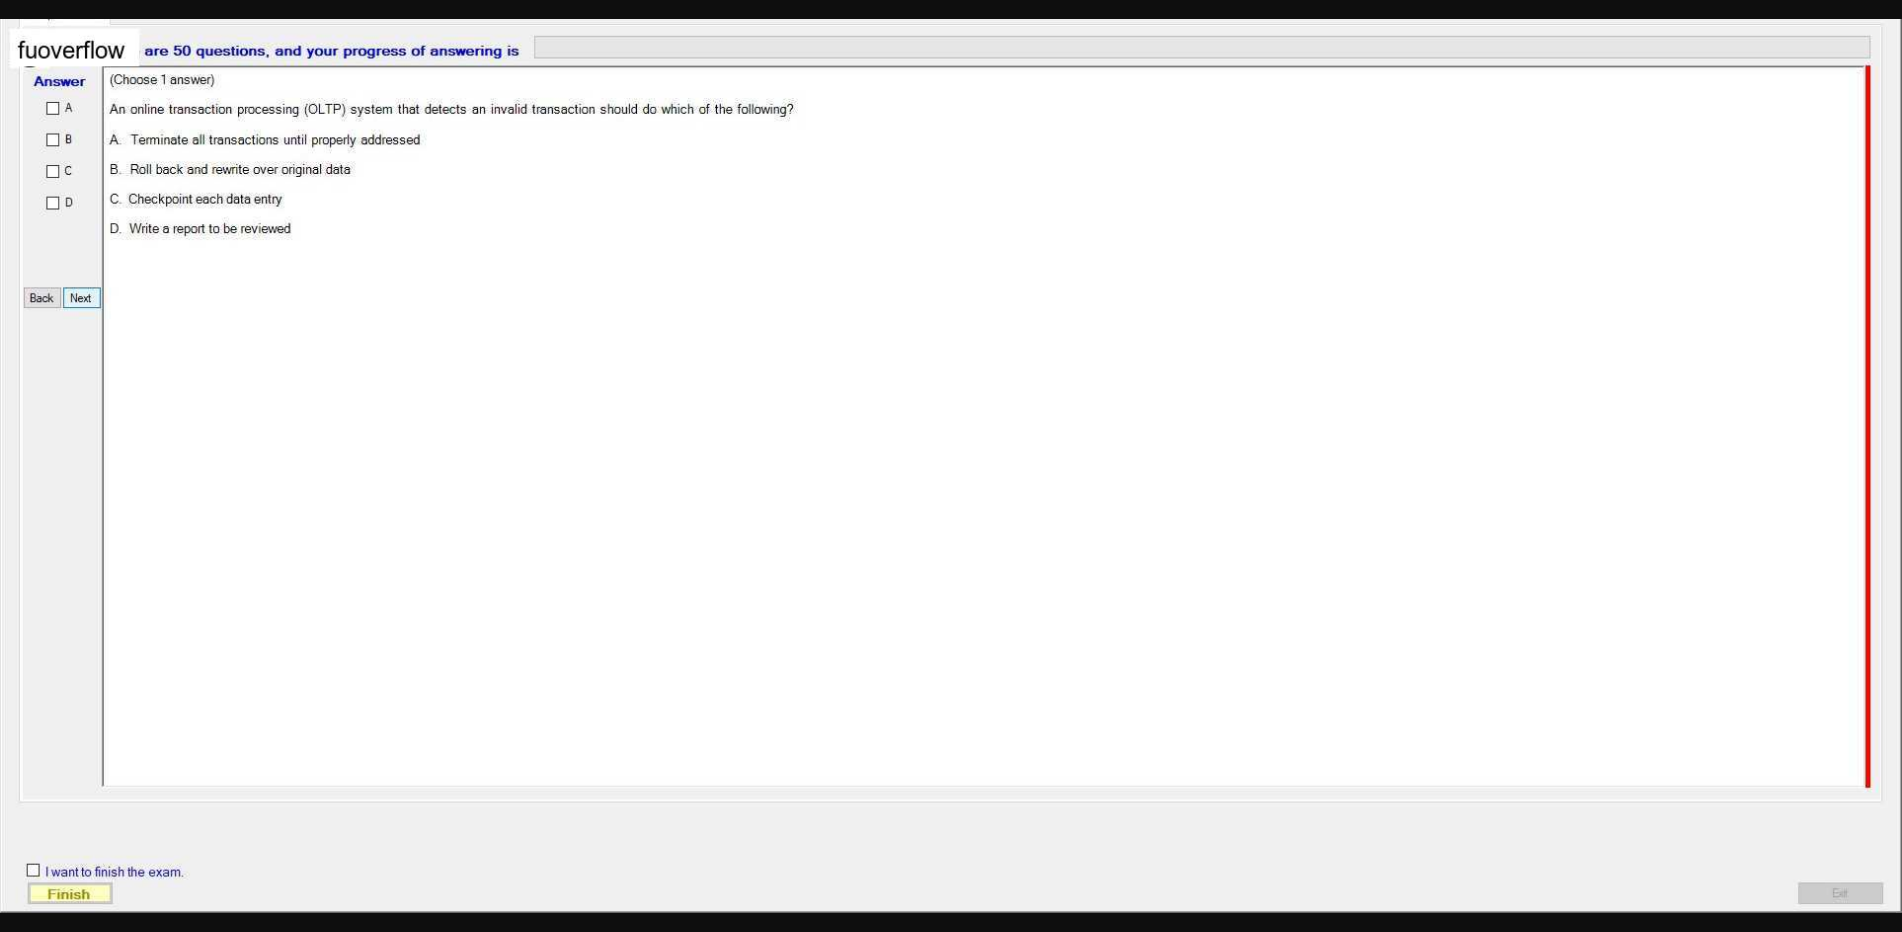 fuoverflow are 50 questions, and your progress of answering is
Answer
(Choose 1 answer)
A
An online transaction processing (OLTP) system that detects an invalid transaction should do which of the following?
B
A. Terminate all transactions until properly addressed
C
B. Roll back and rewrite over original data
D
C. Checkpoint each data entry
D. Write a report to be reviewed
Back Next
I want to finish the exam.
Finish
Exit